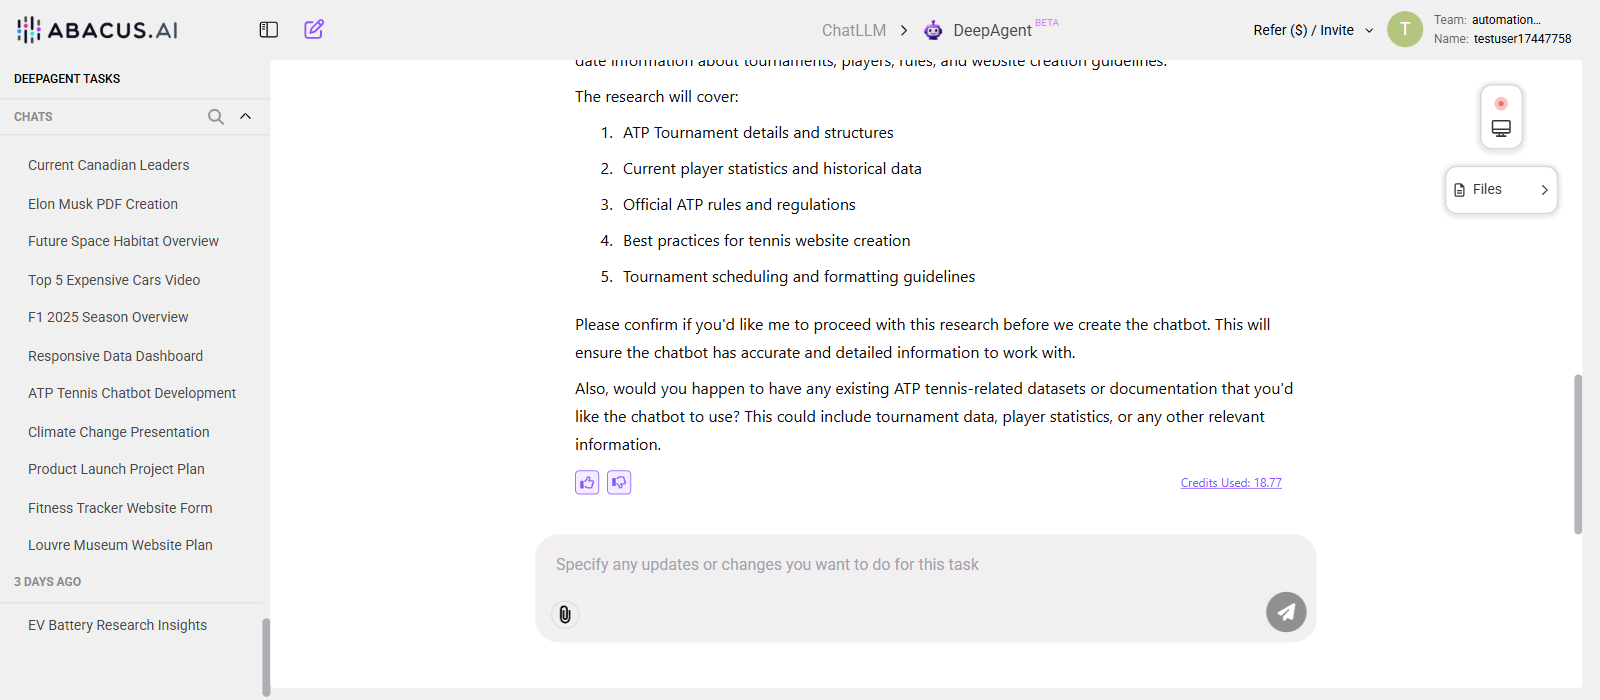 ABACUS.AI
ChatLLM > DeepAgent BETA
Refer ($) / Invite
T
Team: automation...
Name: testuser17447758
DEEPAGENT TASKS
CHATS
Current Canadian Leaders
Elon Musk PDF Creation
Future Space Habitat Overview
Top 5 Expensive Cars Video
F1 2025 Season Overview
Responsive Data Dashboard
ATP Tennis Chatbot Development
Climate Change Presentation
Product Launch Project Plan
Fitness Tracker Website Form
Louvre Museum Website Plan
3 DAYS AGO
EV Battery Research Insights
date information about tournaments, players, rules, and website creation guidelines.
The research will cover:
1. ATP Tournament details and structures
2. Current player statistics and historical data
3. Official ATP rules and regulations
4. Best practices for tennis website creation
5. Tournament scheduling and formatting guidelines
Please confirm if you'd like me to proceed with this research before we create the chatbot. This will
ensure the chatbot has accurate and detailed information to work with.
Also, would you happen to have any existing ATP tennis-related datasets or documentation that you'd
like the chatbot to use? This could include tournament data, player statistics, or any other relevant
information.
Credits Used: 18.77
Specify any updates or changes you want to do for this task
Files